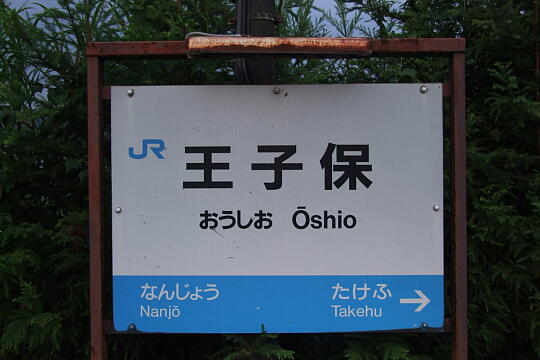 JR 王子保
おうしお Ōshio
なんじょう たけふ →
Nanjō Takehu